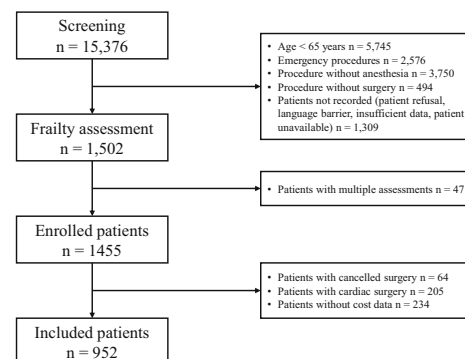 Screening
n = 15,376
• Age < 65 years n = 5,745
• Emergency procedures n = 2,576
• Procedure without anesthesia n = 3,750
• Procedure without surgery n = 494
• Patients not recorded (patient refusal,
language barrier, insufficient data, patient
unavailable) n = 1,309
Frailty assessment
n = 1,502
• Patients with multiple assessments n = 47
Enrolled patients
n = 1455
• Patients with cancelled surgery n = 64
• Patients with cardiac surgery n = 205
• Patients without cost data n = 234
Included patients
n = 952